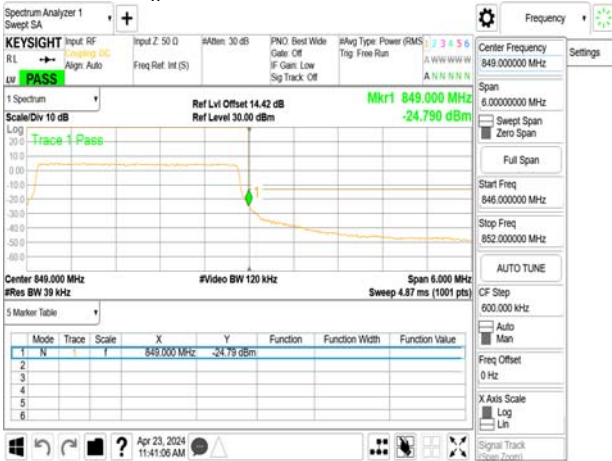 Spectrum Analyzer 1
Swept SA
Frequency
KEYSIGHT Input: RF Input Z: 50 Ω #Atten: 30 dB PNO: Best Wide #Avg Type: Power (RMS 1 2 3 4 5 6
RL Coupling: DC Gate: Off Trig: Free Run A WW WW W
Align: Auto Freq Ref: Int (S) IF Gain: Low
LW PASS Sig Track: Off A N N N N N
Center Frequency
849.000000 MHz
Settings
Span
6.00000000 MHz
Swept Span
Zero Span
Full Span
Start Freq
846.000000 MHz
Stop Freq
852.000000 MHz
AUTO TUNE
CF Step
600.000 kHz
Auto
Man
Freq Offset
0 Hz
X Axis Scale
Log
Lin
Signal Track
(Span Zoom)
1 Spectrum
Ref Lvl Offset 14.42 dB Mkr1 849.000 MHz
Scale/Div 10 dB Ref Level 30.00 dBm -24.790 dBm
Log
Trace 1 Pass
20.0
10.0
0.00
-10.0
-20.0
-30.0
-40.0
-50.0
-60.0
1
Center 849.000 MHz #Video BW 120 kHz Span 6.000 MHz
#Res BW 39 kHz Sweep 4.87 ms (1001 pts)
5 Marker Table
Mode Trace Scale X Y Function Function Width Function Value
1 N 1 f 849.000 MHz -24.79 dBm
2
3
4
5
6
? Apr 23, 2024
11:41:06 AM